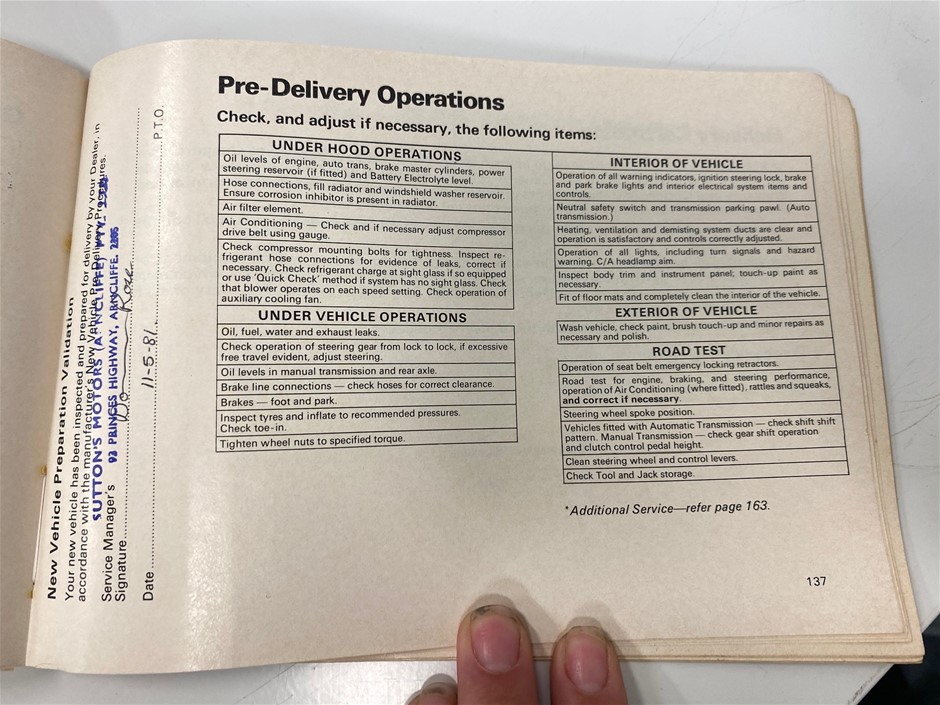 New Vehicle Preparation Validation
Your new vehicle has been inspected and prepared for delivery by your Dealer, in
accordance with the manufacturer's New Vehicle Pre-Delivery Procedures.
SUTTON'S MOTORS (ARNCLIFFE) PTY.
93 PRINCES HIGHWAY, ARNCLIFFE. 2205
Service Manager's
Signature
Date 11-5-81 P.T.O.
Pre-Delivery Operations
Check, and adjust if necessary, the following items:
UNDER HOOD OPERATIONS
Oil levels of engine, auto trans, brake master cylinders, power
steering reservoir (if fitted) and Battery Electrolyte level.
Hose connections, fill radiator and windshield washer reservoir.
Ensure corrosion inhibitor is present in radiator.
Air filter element.
Air Conditioning — Check and if necessary adjust compressor
drive belt using gauge.
Check compressor mounting bolts for tightness. Inspect re-
frigerant hose connections for evidence of leaks, correct if
necessary. Check refrigerant charge at sight glass if so equipped
or use 'Quick Check' method if system has no sight glass. Check
that blower operates on each speed setting. Check operation of
auxiliary cooling fan.
UNDER VEHICLE OPERATIONS
Oil, fuel, water and exhaust leaks.
Check operation of steering gear from lock to lock, if excessive
free travel evident, adjust steering.
Oil levels in manual transmission and rear axle.
Brake line connections — check hoses for correct clearance.
Brakes — foot and park.
Inspect tyres and inflate to recommended pressures.
Check toe-in.
Tighten wheel nuts to specified torque.
INTERIOR OF VEHICLE
Operation of all warning indicators, ignition steering lock, brake
and park brake lights and interior electrical system items and
controls.
Neutral safety switch and transmission parking pawl. (Auto
transmission.)
Heating, ventilation and demisting system ducts are clear and
operation is satisfactory and controls correctly adjusted.
Operation of all lights, including turn signals and hazard
warning. C/A headlamp aim.
Inspect body trim and instrument panel; touch-up paint as
necessary.
Fit of floor mats and completely clean the interior of the vehicle.
EXTERIOR OF VEHICLE
Wash vehicle, check paint, brush touch-up and minor repairs as
necessary and polish.
ROAD TEST
Operation of seat belt emergency locking retractors.
Road test for engine, braking, and steering performance,
operation of Air Conditioning (where fitted), rattles and squeaks,
and correct if necessary.
Steering wheel spoke position.
Vehicles fitted with Automatic Transmission — check shift shift
pattern. Manual Transmission — check gear shift operation
and clutch control pedal height.
Clean steering wheel and control levers.
Check Tool and Jack storage.
*Additional Service—refer page 163.
137